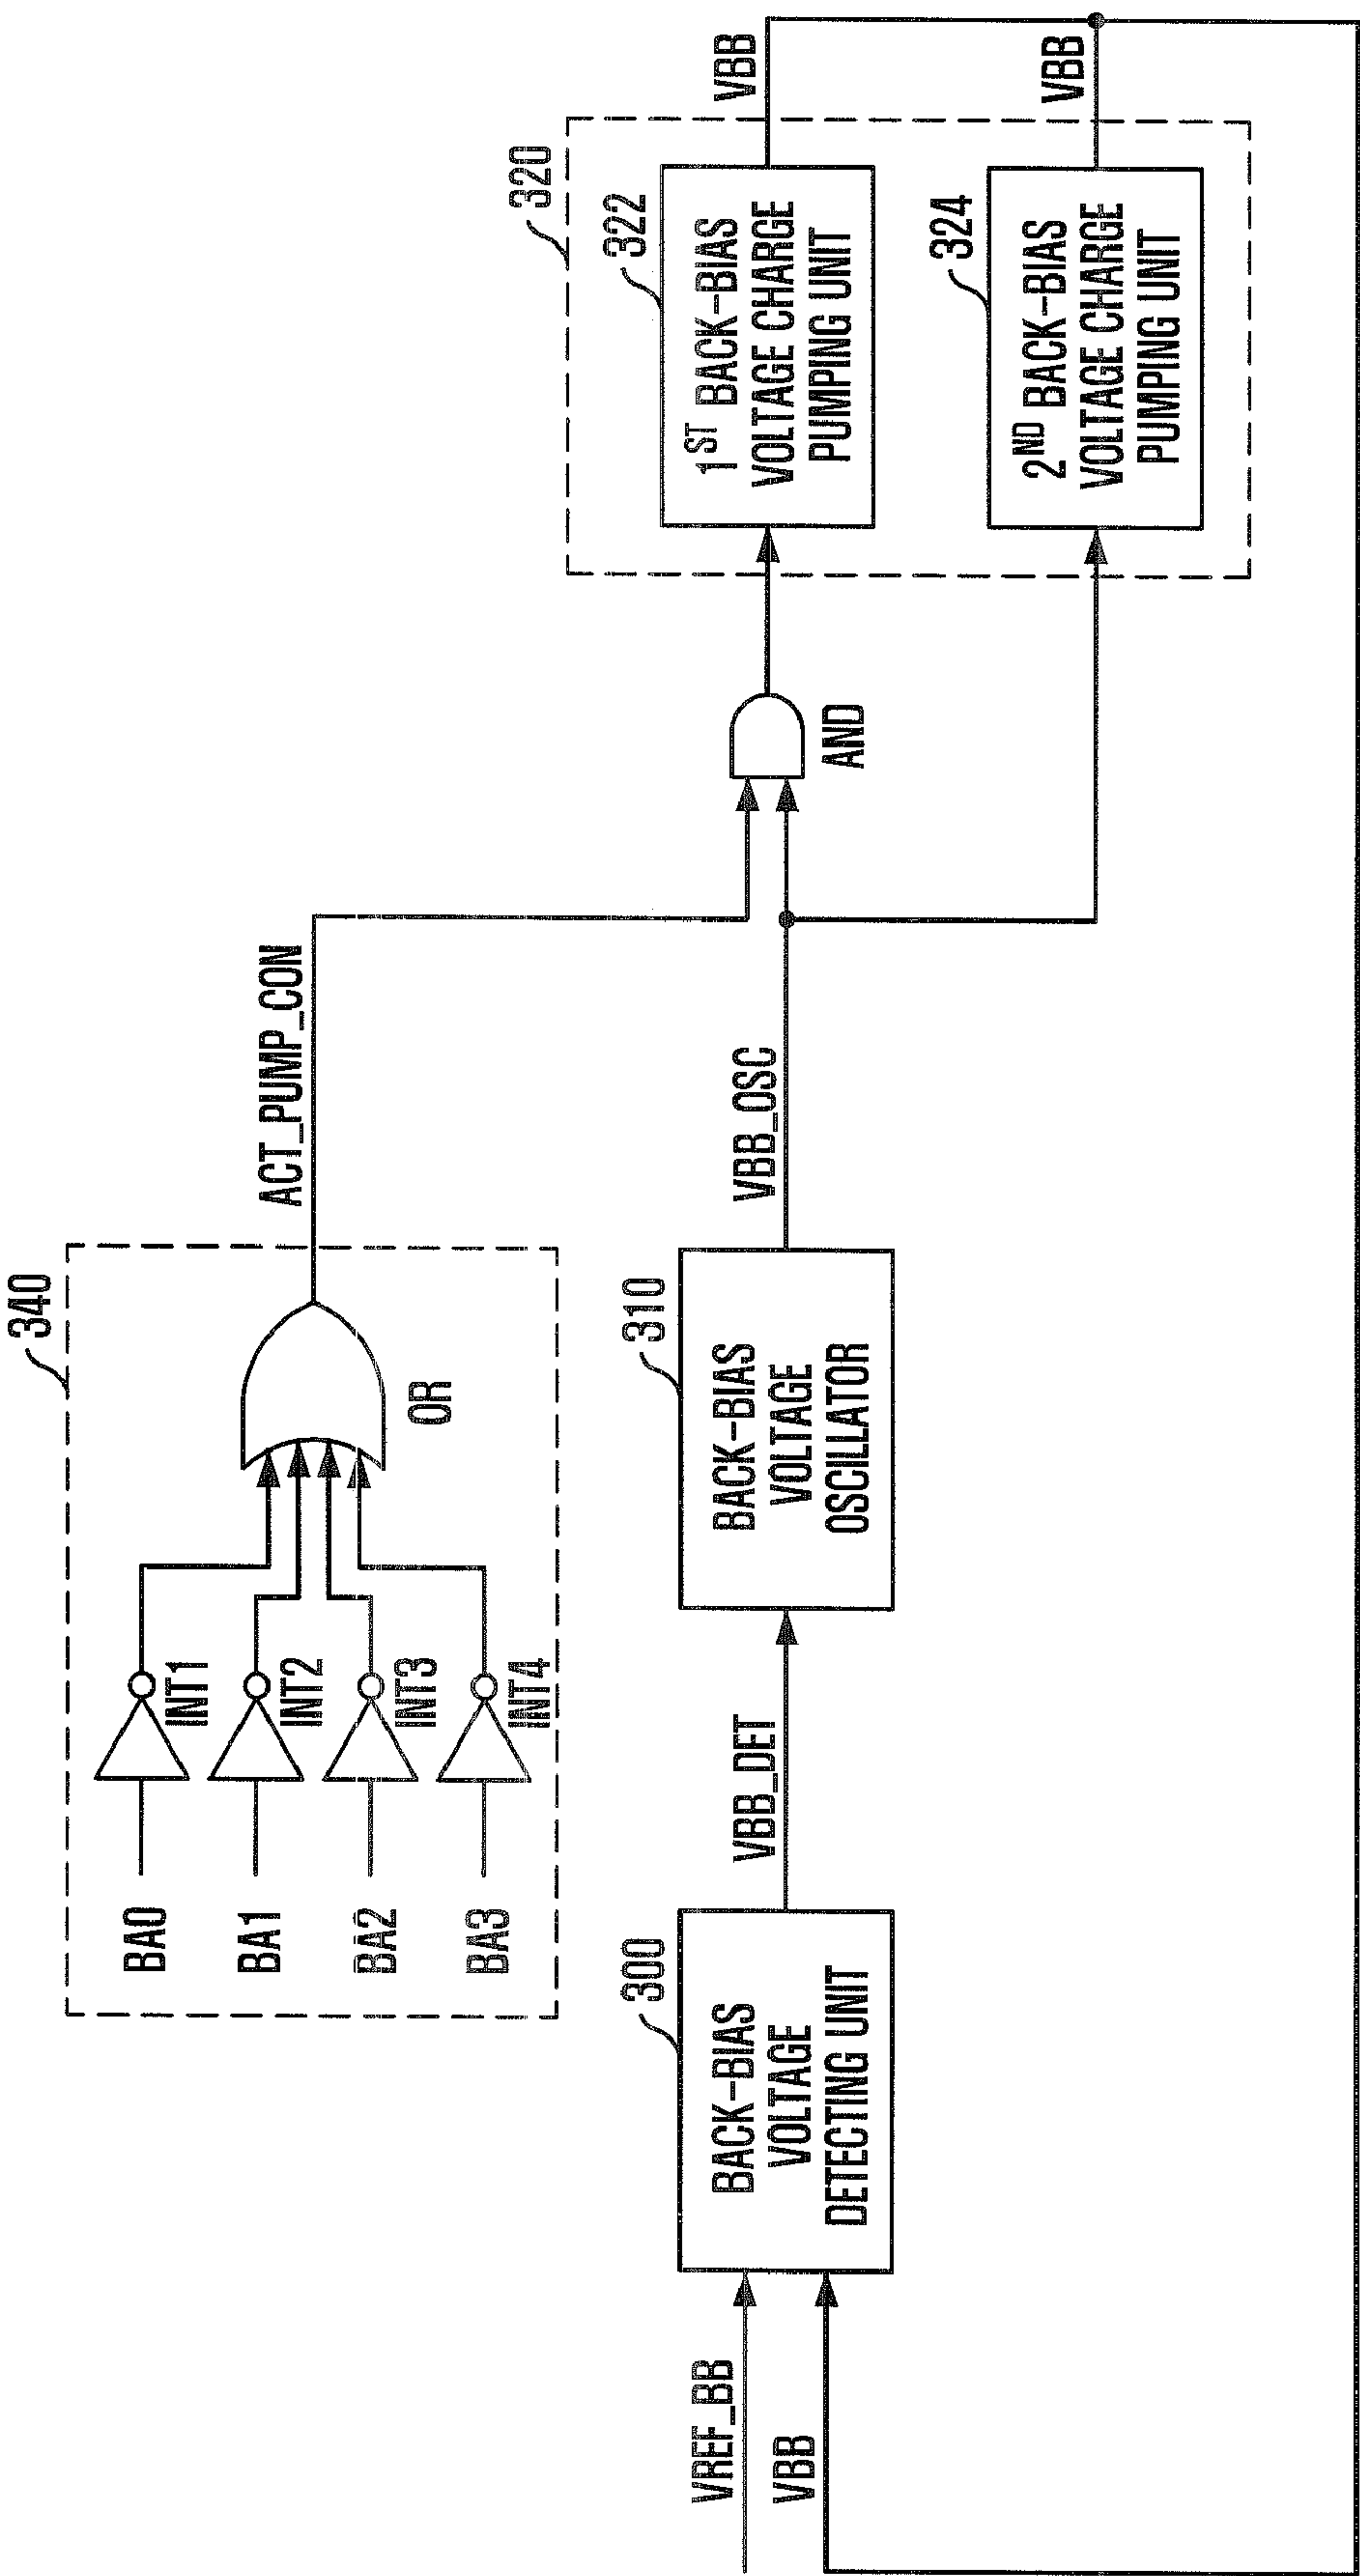 340
BA0
INT1
BA1
INT2
BA2
INT3
BA3
INT4
OR
ACT_PUMP_CON
VREF_BB
VBB
300
BACK-BIAS
VOLTAGE
DETECTING UNIT
VBB_DET
310
BACK-BIAS
VOLTAGE
OSCILLATOR
VBB_OSC
AND
320
322
1ST BACK-BIAS
VOLTAGE CHARGE
PUMPING UNIT
VBB
324
2ND BACK-BIAS
VOLTAGE CHARGE
PUMPING UNIT
VBB